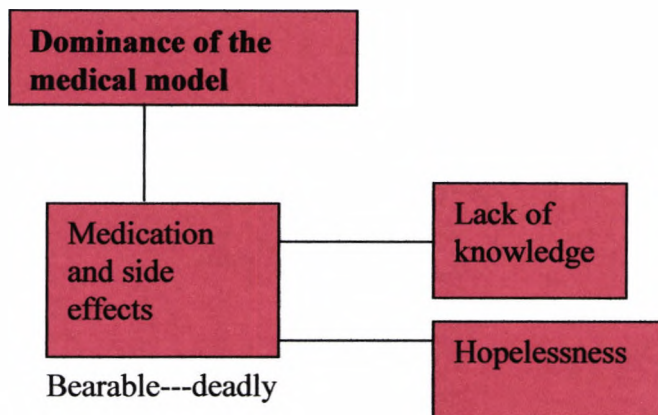 Dominance of the
medical model
Medication
and side
effects
Lack of
knowledge
Hopelessness
Bearable---deadly